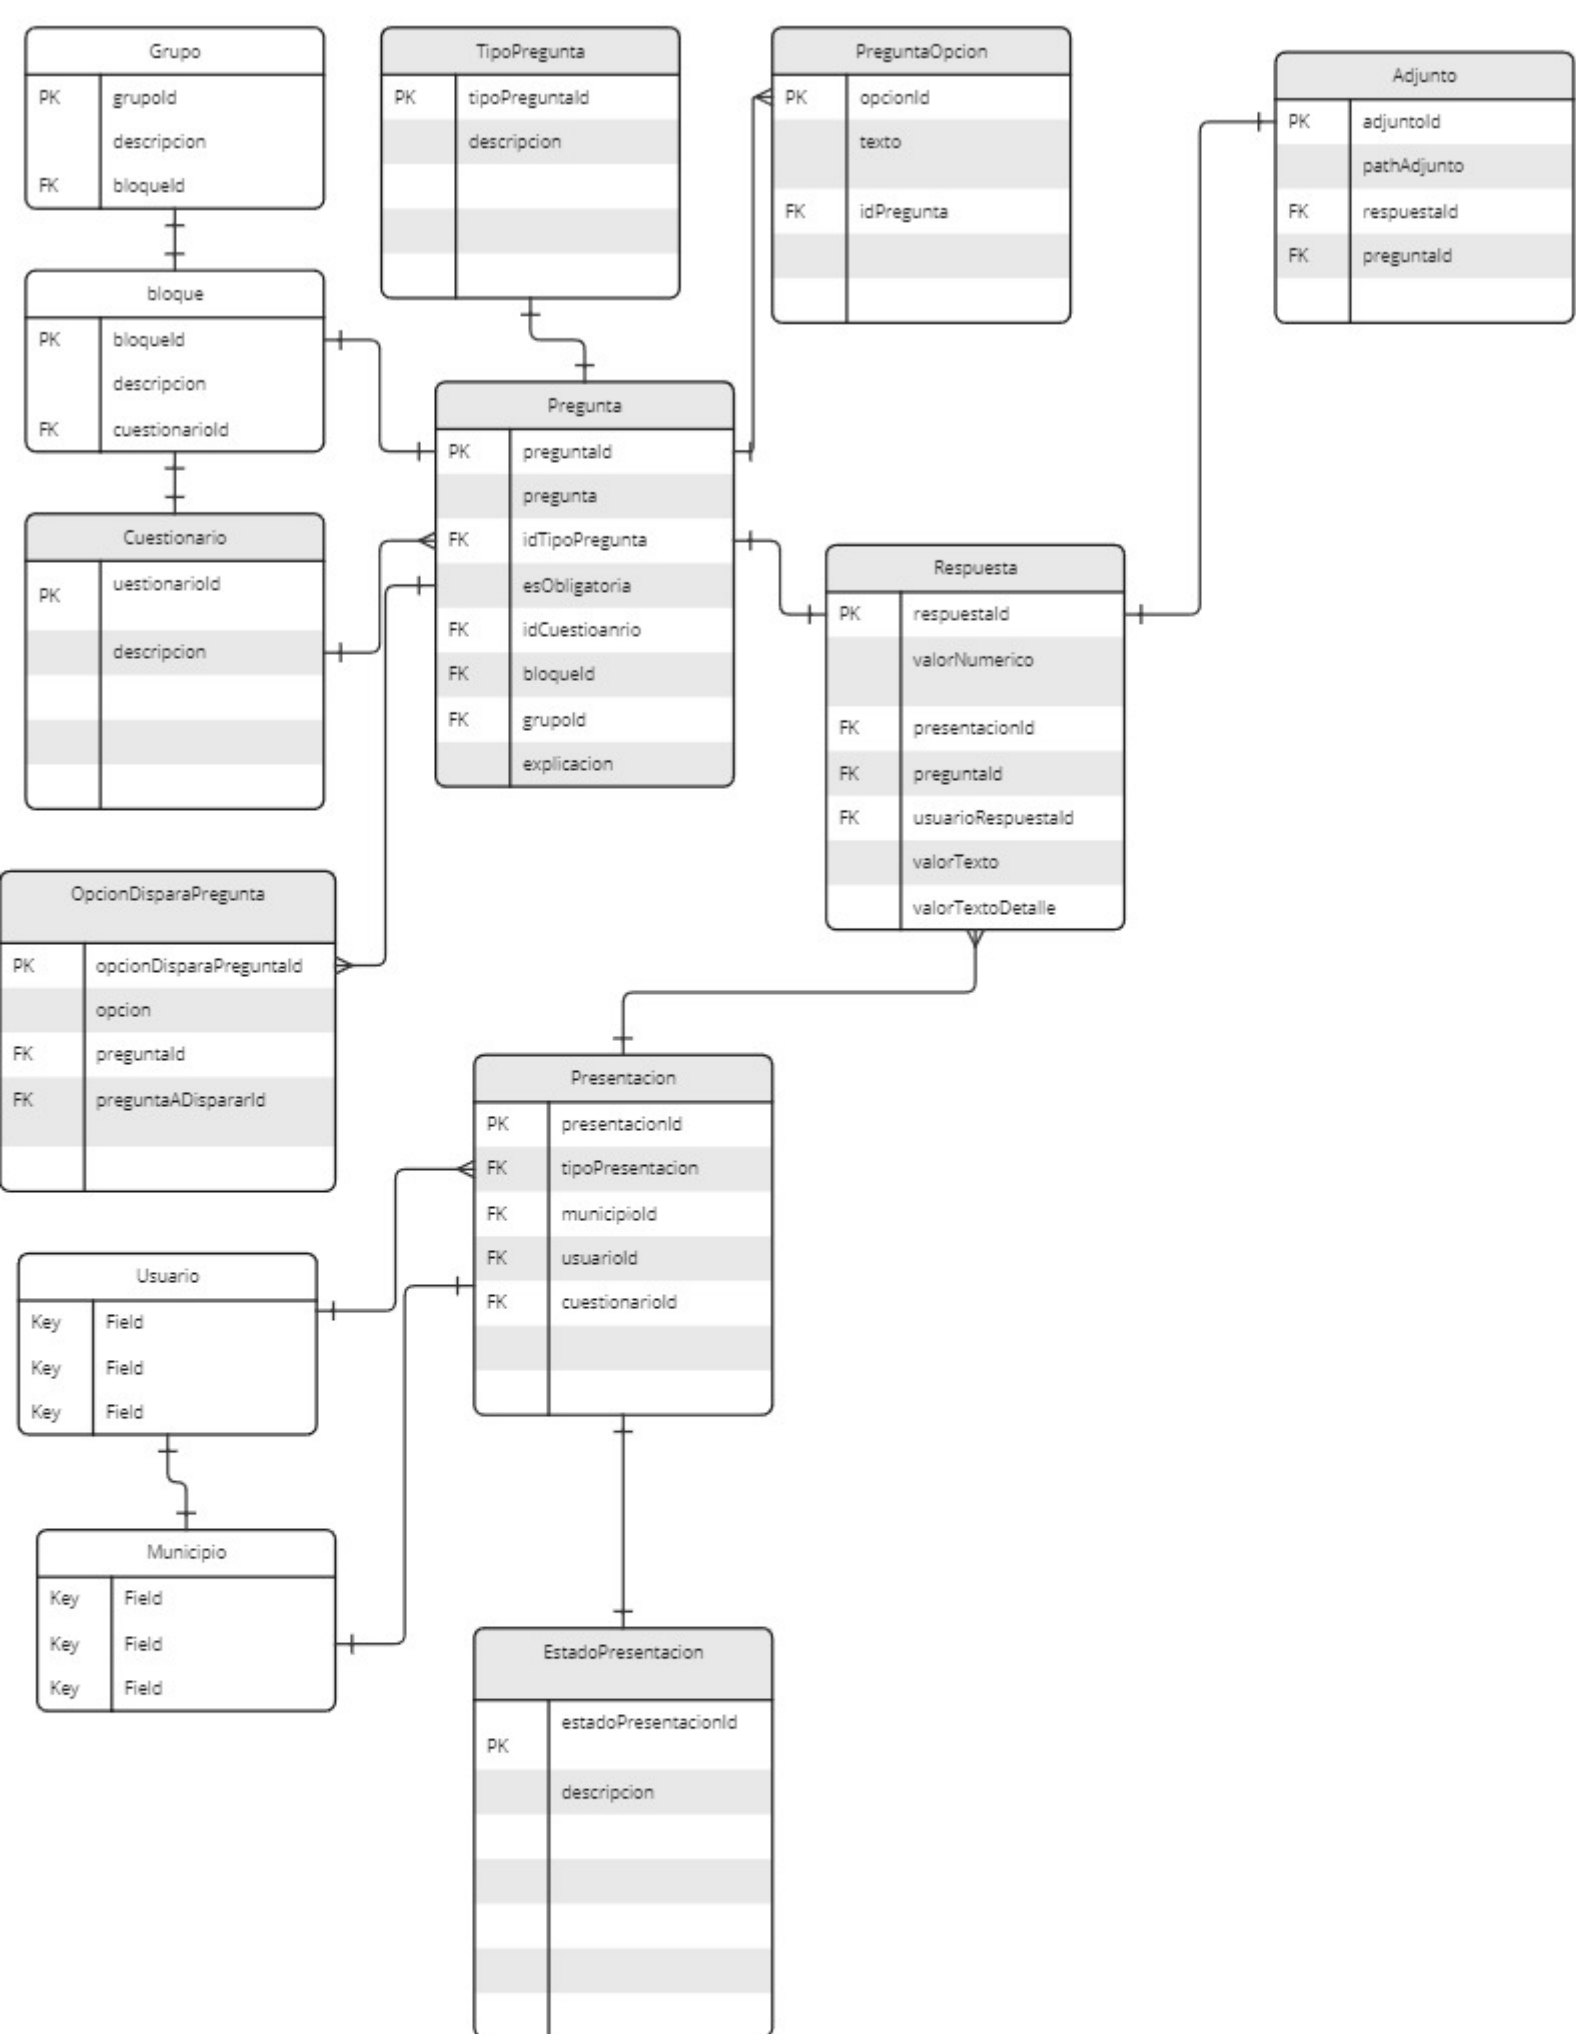 Grupo
PK grupoId
descripcion
FK bloqueId
TipoPregunta
PK tipoPreguntaId
descripcion
PreguntaOpcion
PK opcionId
texto
FK idPregunta
Adjunto
PK adjuntoId
pathAdjunto
FK respuestaId
FK preguntaId
bloque
PK bloqueId
descripcion
FK cuestionarioId
Pregunta
PK preguntaId
pregunta
FK idTipoPregunta
esObligatoria
FK idCuestioanrio
FK bloqueId
FK grupoId
explicacion
Cuestionario
PK uestionarioId
descripcion
Respuesta
PK respuestaId
valorNumerico
FK presentacionId
FK preguntaId
FK usuarioRespuestaId
valorTexto
valorTextoDetalle
OpcionDisparaPregunta
PK opcionDisparaPreguntaId
opcion
FK preguntaId
FK preguntaADispararId
Presentacion
PK presentacionId
FK tipoPresentacion
FK municipioId
FK usuarioId
FK cuestionarioId
Usuario
Key Field
Key Field
Key Field
Municipio
Key Field
Key Field
Key Field
EstadoPresentacion
PK estadoPresentacionId
descripcion